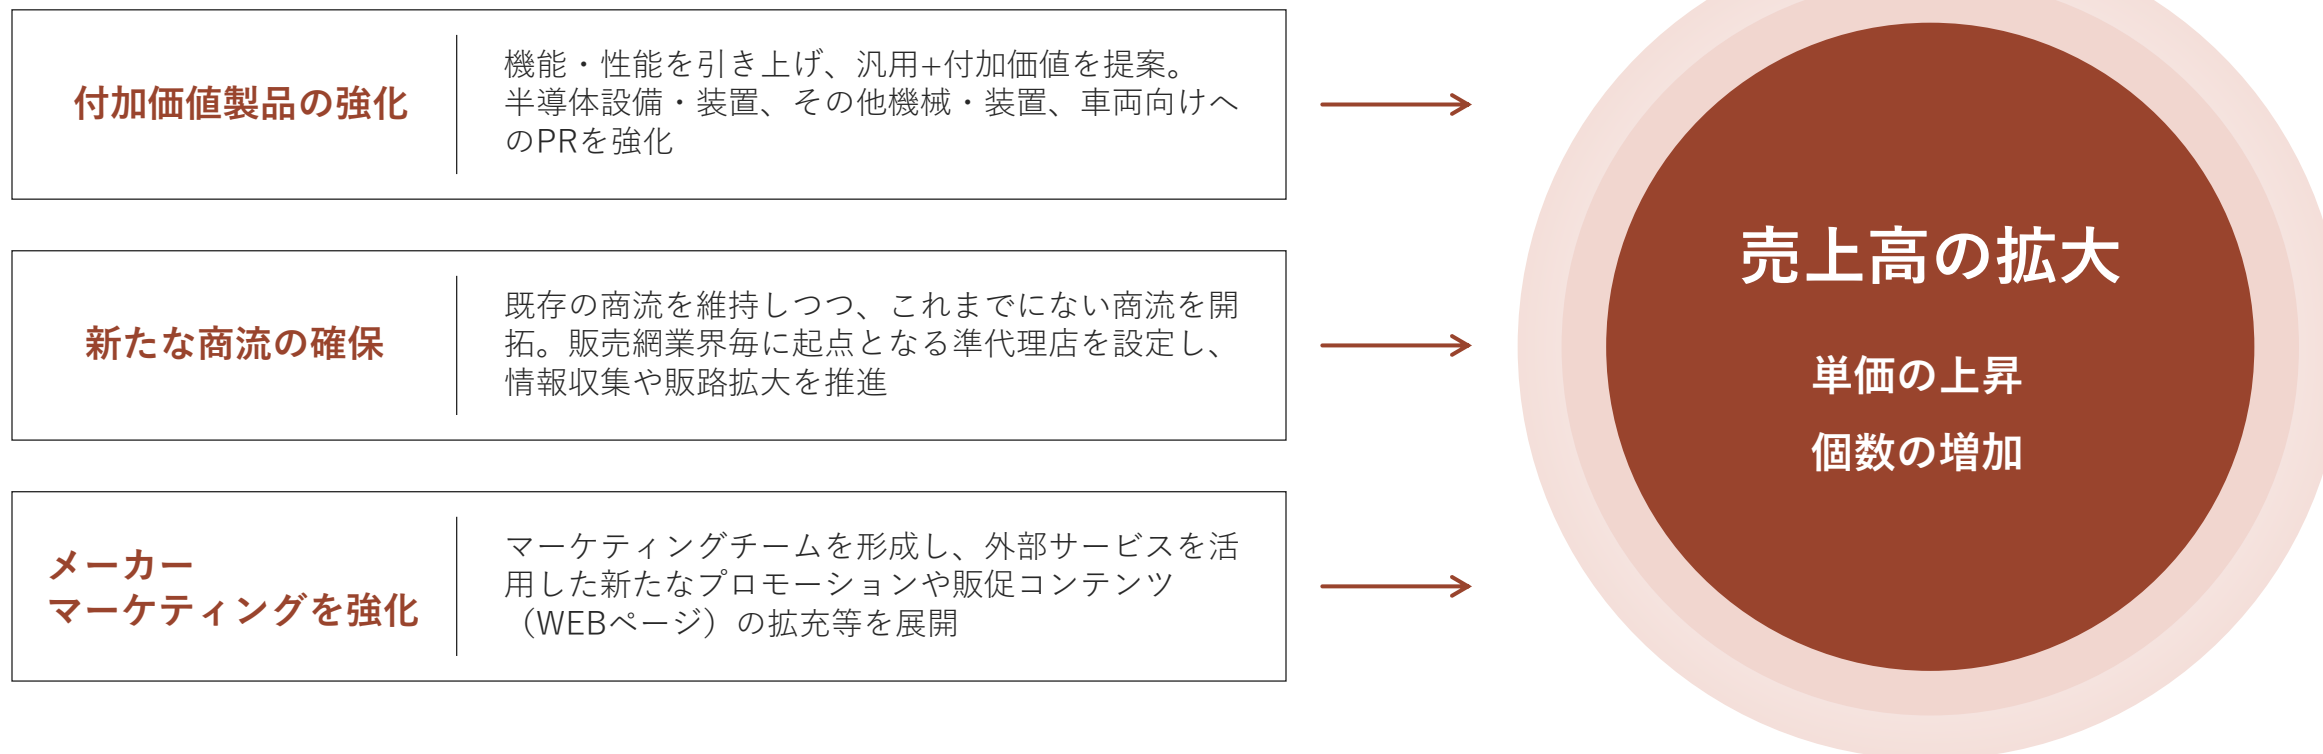 付加価値製品の強化
機能・性能を引き上げ、汎用+付加価値を提案。
半導体設備・装置、その他機械・装置、車両向けへ
のPRを強化
新たな商流の確保
既存の商流を維持しつつ、これまでにない商流を開
拓。販売網業界毎に起点となる準代理店を設定し、
情報収集や販路拡大を推進
メーカー
マーケティングを強化
マーケティングチームを形成し、外部サービスを活
用した新たなプロモーションや販促コンテンツ
（WEBページ）の拡充等を展開
売上高の拡大
単価の上昇
個数の増加